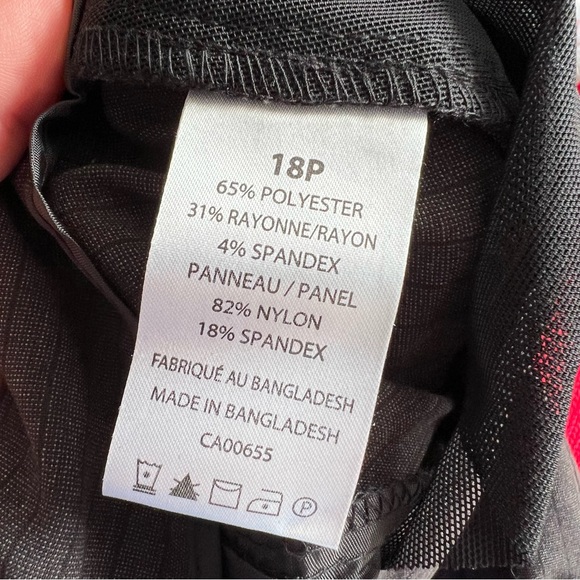 18P
65% POLYESTER
31% RAYONNE/RAYON
4% SPANDEX
PANNEAU / PANEL
82% NYLON
18% SPANDEX
FABRIQUÉ AU BANGLADESH
MADE IN BANGLADESH
CA00655
P